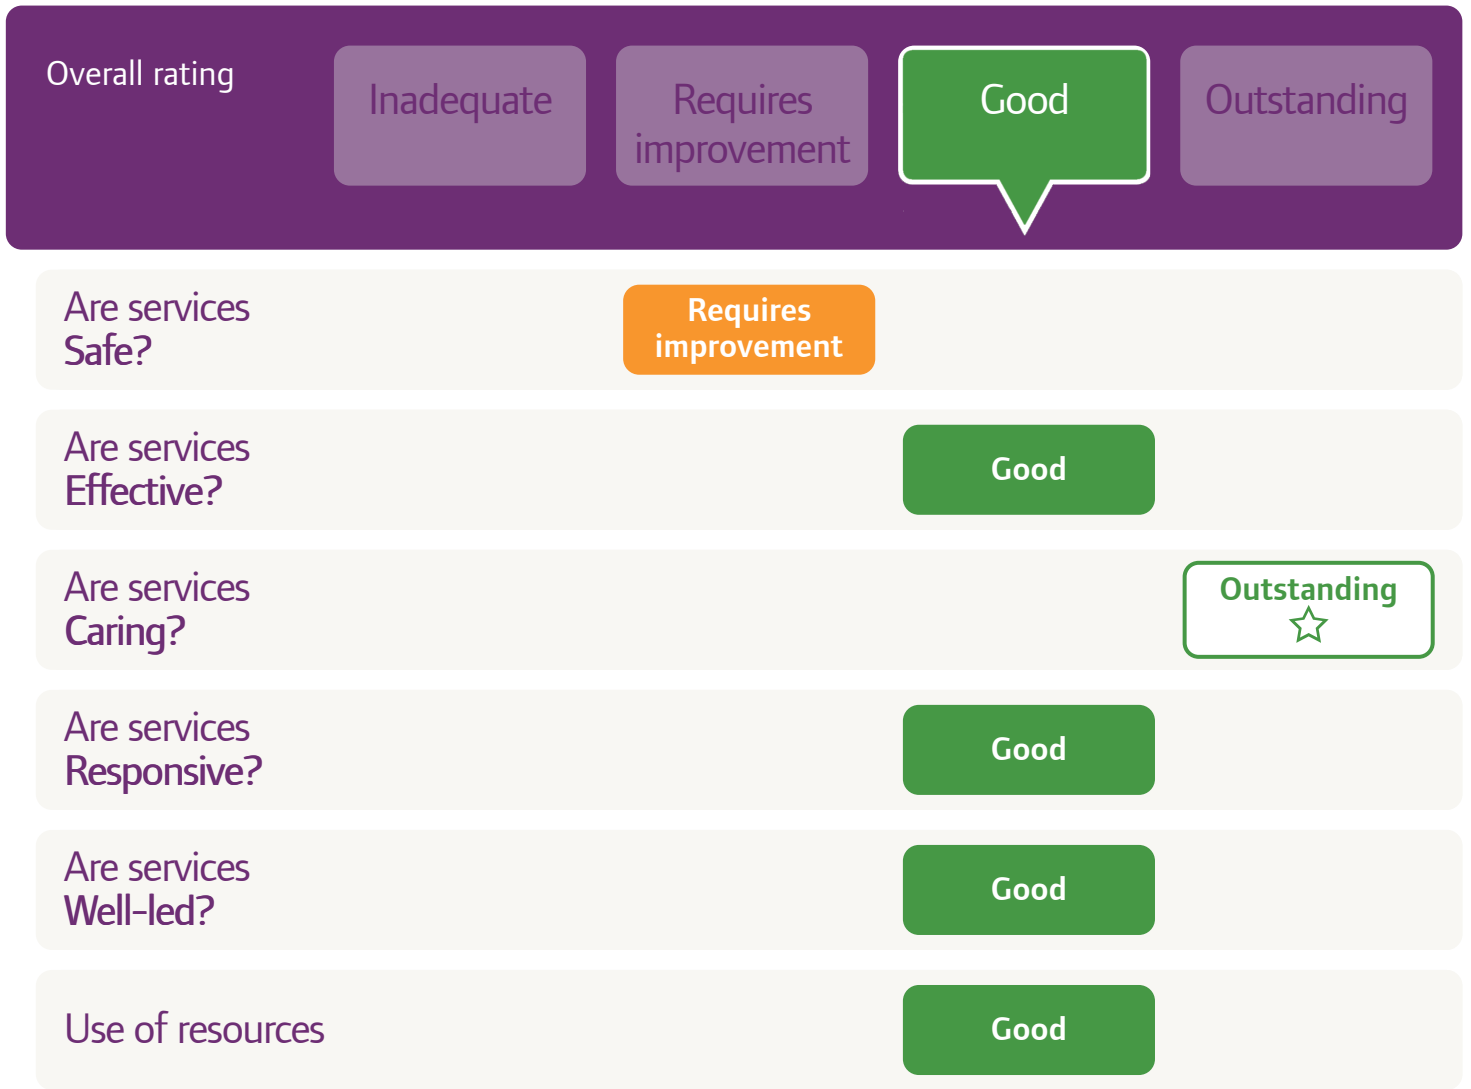 Overall rating
Inadequate
Requires
improvement
Good
Outstanding
Are services
Safe?
Requires
improvement
Are services
Effective?
Good
Are services
Caring?
Outstanding
Are services
Responsive?
Good
Are services
Well-led?
Good
Use of resources
Good